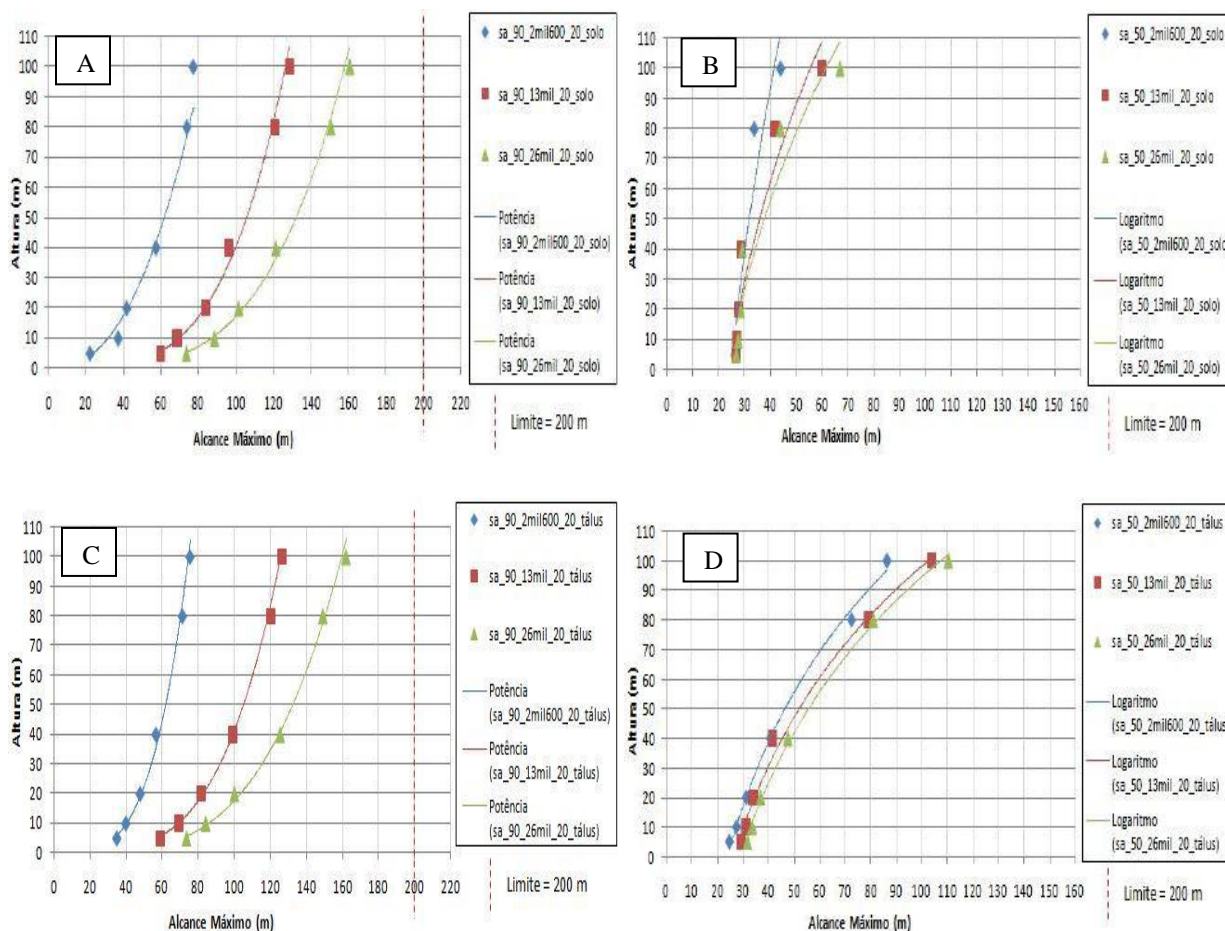 A
Altura (m)
110
100
90
80
70
60
50
40
30
20
10
0
0 20 40 60 80 100 120 140 160 180 200 220
Alcance Máximo (m)
sa_90_2mil600_20_solo
sa_90_13mil_20_solo
sa_90_26mil_20_solo
Potência
(sa_90_2mil600_20_solo)
Potência
(sa_90_13mil_20_solo)
Potência
(sa_90_26mil_20_solo)
Limite = 200 m
B
Altura (m)
110
100
90
80
70
60
50
40
30
20
10
0
0 10 20 30 40 50 60 70 80 90 100 110 120 130 140 150 160
Alcance Máximo (m)
sa_50_2mil600_20_solo
sa_50_13mil_20_solo
sa_50_26mil_20_solo
Logaritmo
(sa_50_2mil600_20_solo)
Logaritmo
(sa_50_13mil_20_solo)
Logaritmo
(sa_50_26mil_20_solo)
Limite = 200 m
C
Altura (m)
110
100
90
80
70
60
50
40
30
20
10
0
0 20 40 60 80 100 120 140 160 180 200 220
Alcance Máximo (m)
sa_90_2mil600_20_tálus
sa_90_13mil_20_tálus
sa_90_26mil_20_tálus
Potência
(sa_90_2mil600_20_tálus)
Potência
(sa_90_13mil_20_tálus)
Potência
(sa_90_26mil_20_tálus)
Limite = 200 m
D
Altura (m)
110
100
90
80
70
60
50
40
30
20
10
0
0 10 20 30 40 50 60 70 80 90 100 110 120 130 140 150 160
Alcance Máximo (m)
sa_50_2mil600_20_tálus
sa_50_13mil_20_tálus
sa_50_26mil_20_tálus
Logaritmo
(sa_50_2mil600_20_tálus
Logaritmo
(sa_50_13mil_20_tálus)
Logaritmo
(sa_50_26mil_20_tálus)
Limite = 200 m